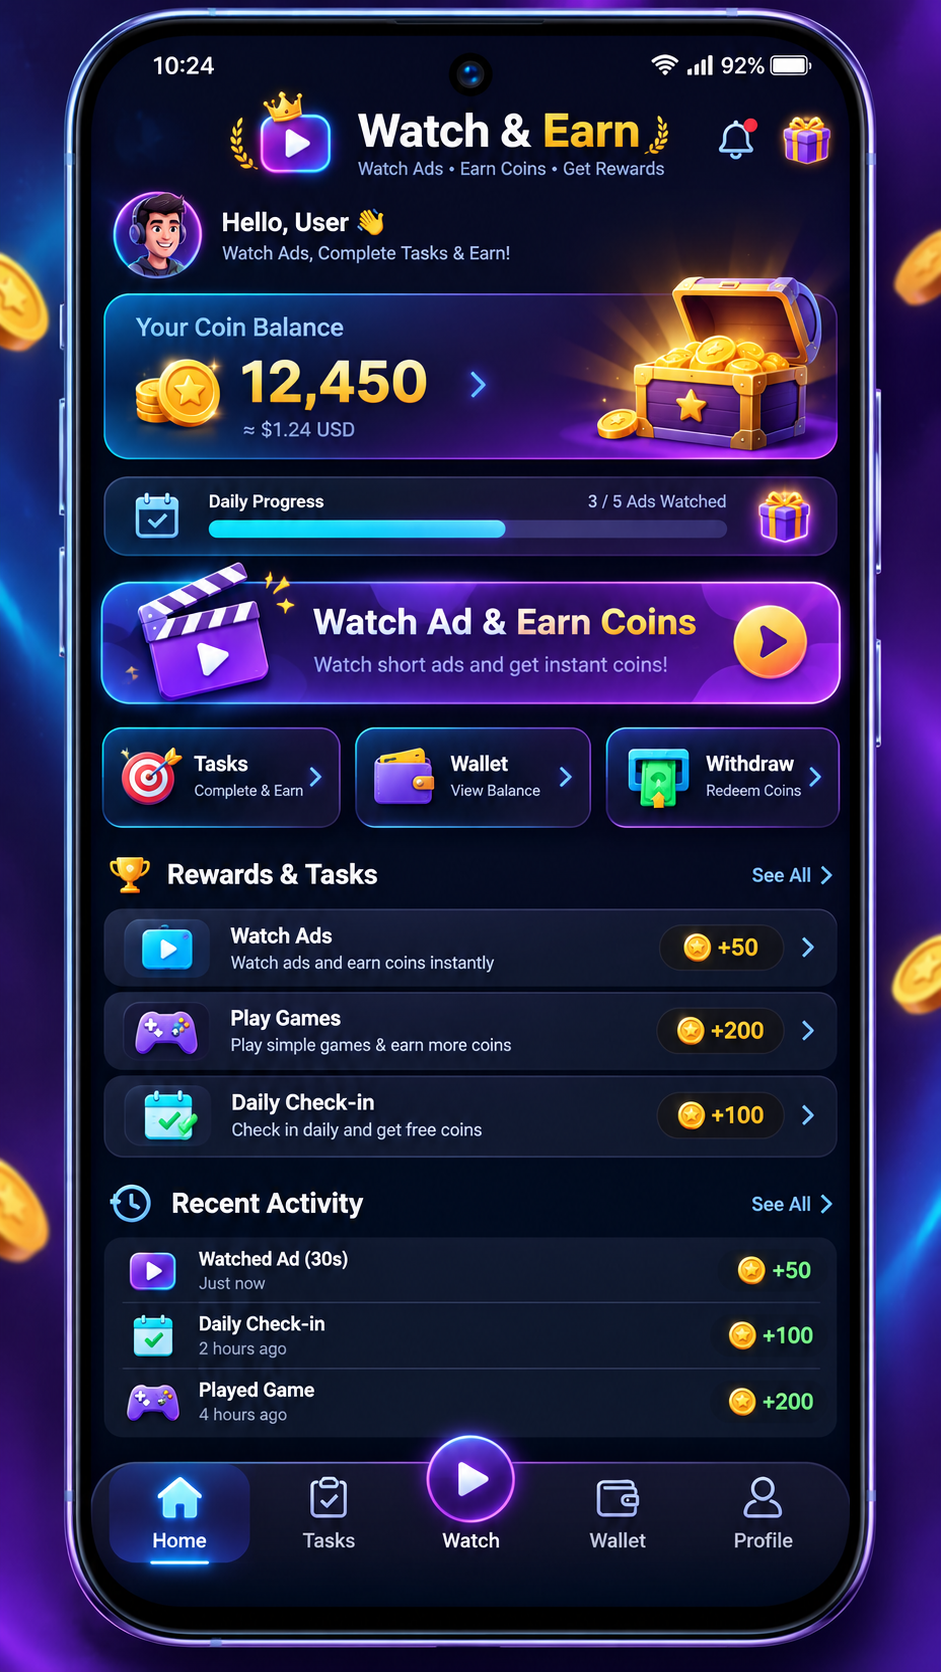 10:24
92%
Watch & Earn
Watch Ads • Earn Coins • Get Rewards
Hello, User 👋
Watch Ads, Complete Tasks & Earn!
Your Coin Balance
12,450
≈ $1.24 USD
Daily Progress
3 / 5 Ads Watched
Watch Ad & Earn Coins
Watch short ads and get instant coins!
Tasks
Complete & Earn
Wallet
View Balance
Withdraw
Redeem Coins
Rewards & Tasks
See All
Watch Ads
Watch ads and earn coins instantly
+50
Play Games
Play simple games & earn more coins
+200
Daily Check-in
Check in daily and get free coins
+100
Recent Activity
See All
Watched Ad (30s)
Just now
+50
Daily Check-in
2 hours ago
+100
Played Game
4 hours ago
+200
Home
Tasks
Watch
Wallet
Profile